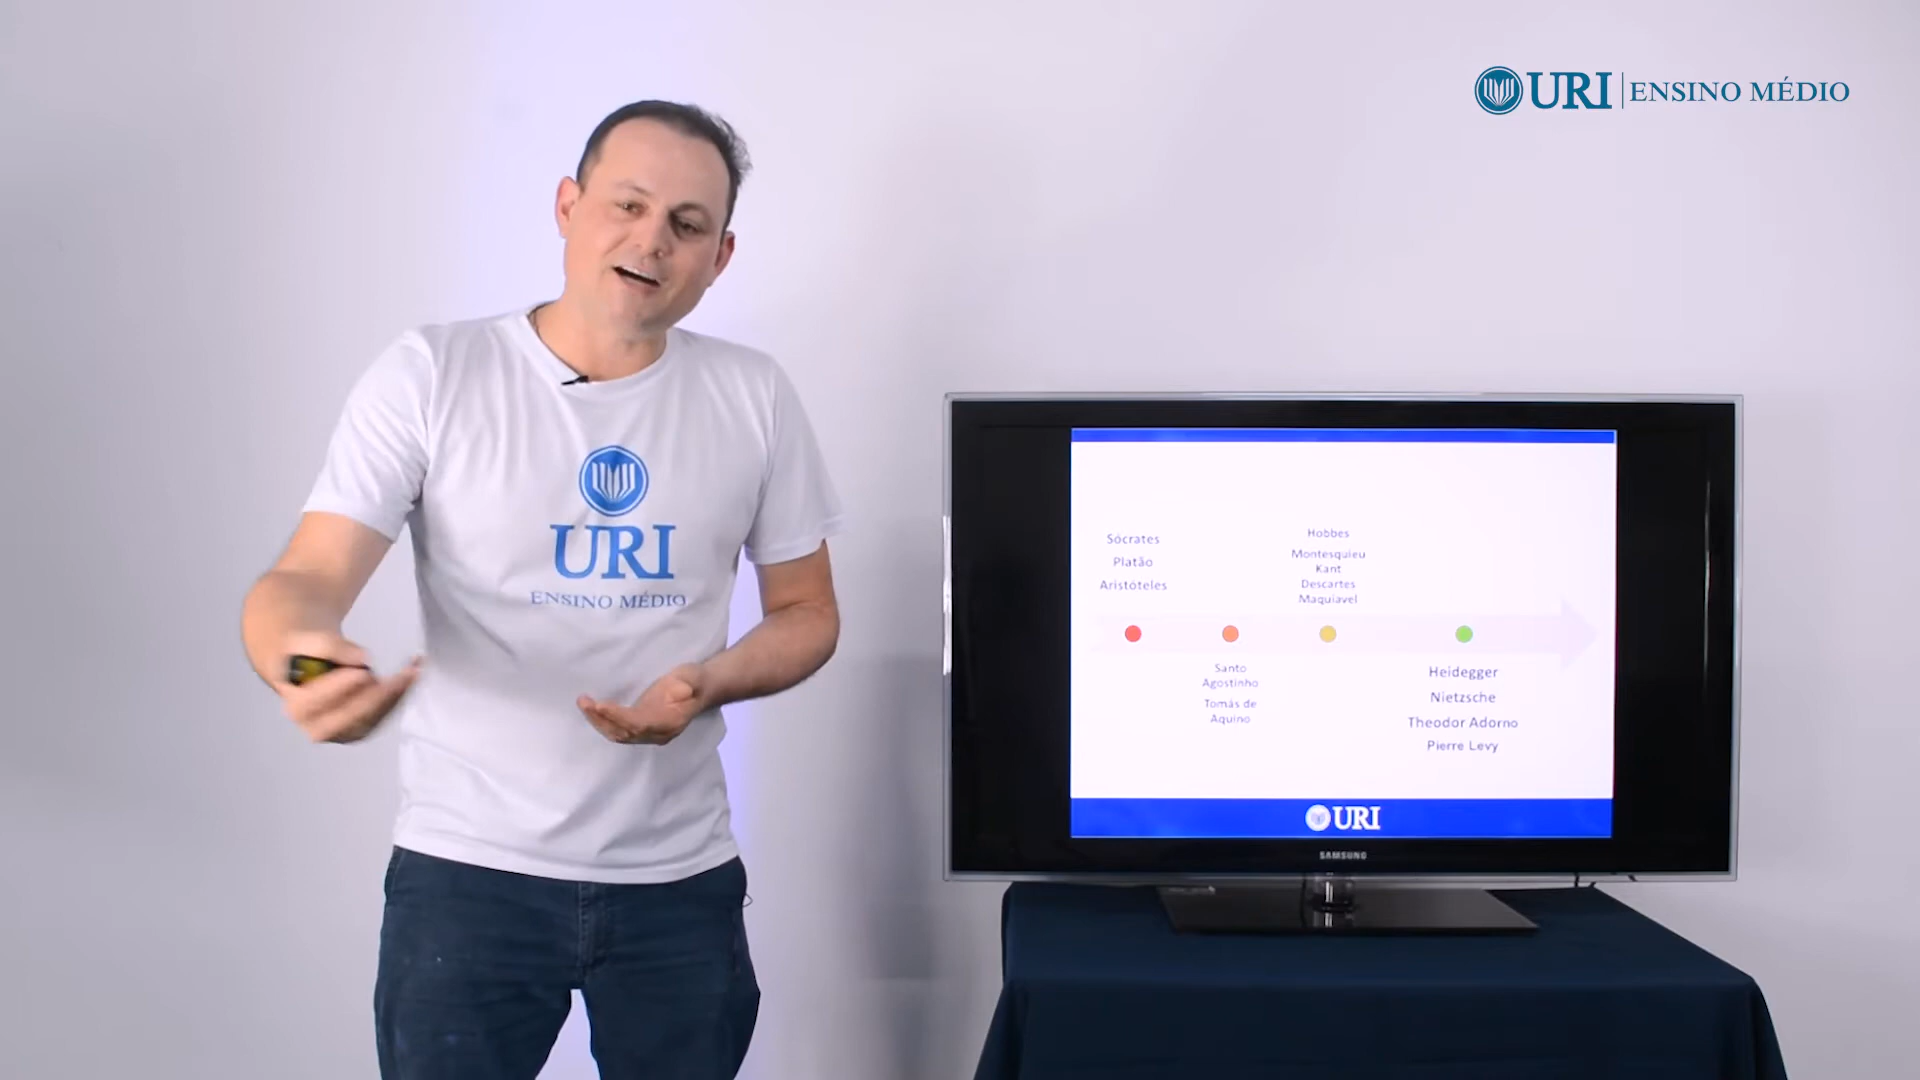 URI | ENSINO MÉDIO
URI
ENSINO MÉDIO
Sócrates
Platão
Aristóteles
Santo
Agostinho
Tomás de
Aquino
Hobbes
Montesquieu
Kant
Descartes
Maquiavel
Heidegger
Nietzsche
Theodor Adorno
Pierre Levy
URI
SAMSUNG